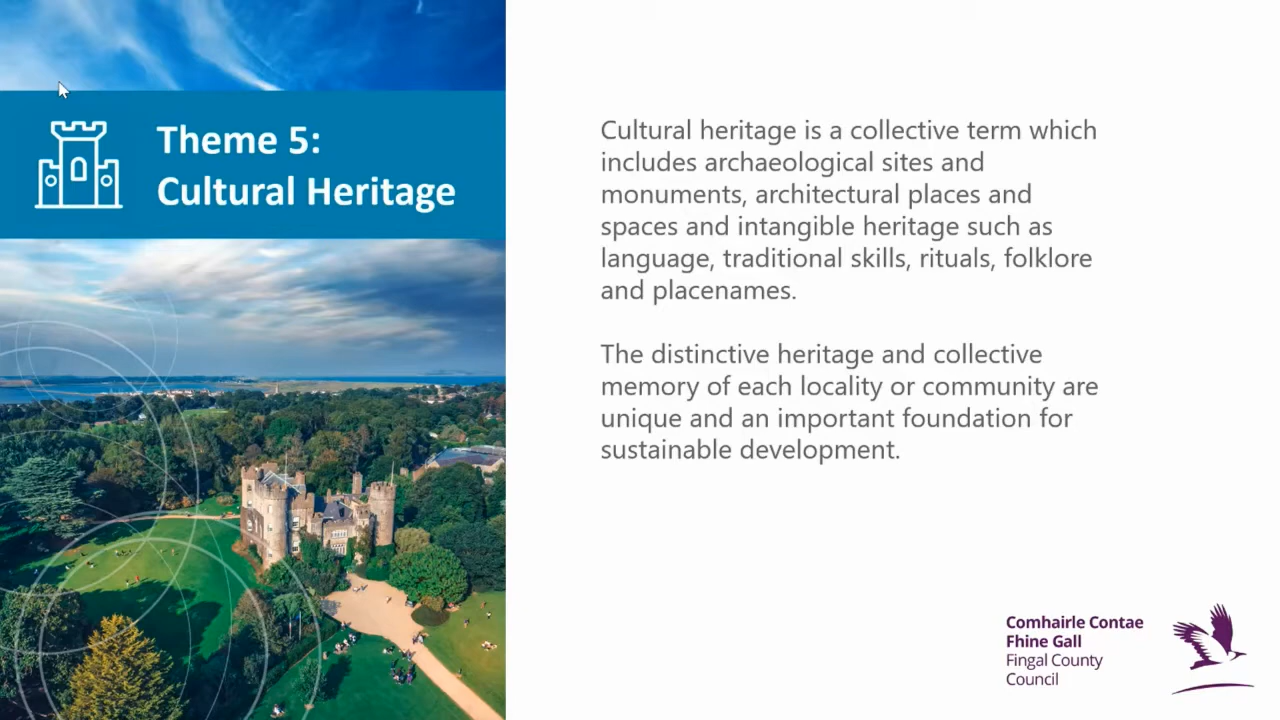 Theme 5:
Cultural Heritage
Cultural heritage is a collective term which
includes archaeological sites and
monuments, architectural places and
spaces and intangible heritage such as
language, traditional skills, rituals, folklore
and placenames.
The distinctive heritage and collective
memory of each locality or community are
unique and an important foundation for
sustainable development.
Comhairle Contae
Fhine Gall
Fingal County
Council